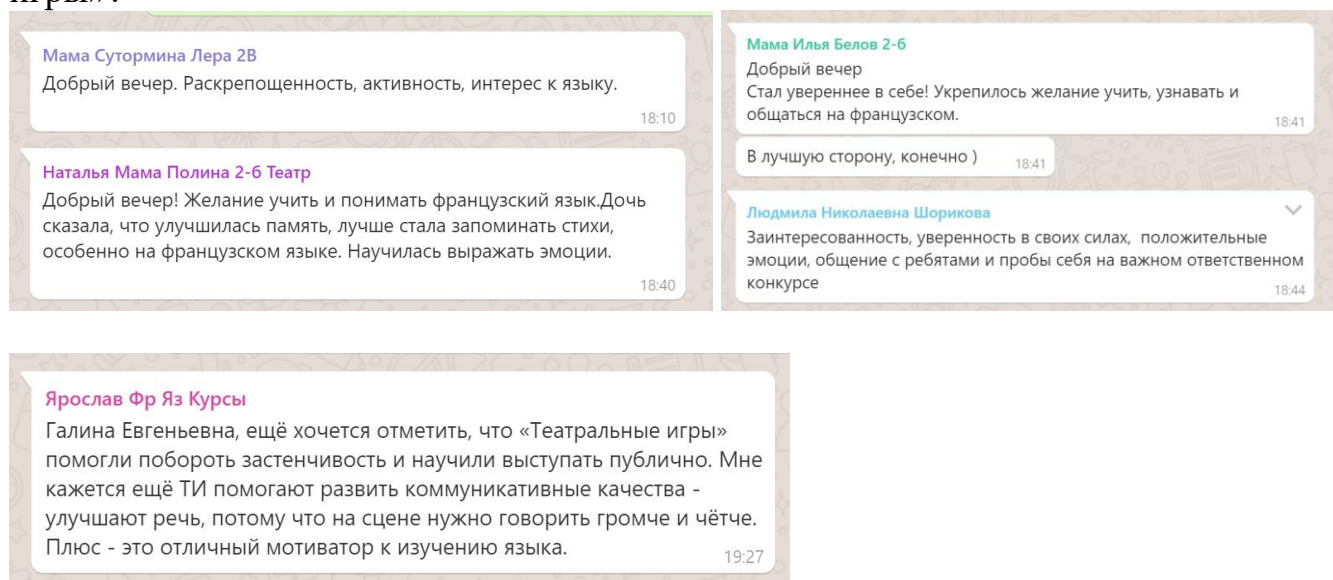 игры».
Мама Сутормина Лера 2В
Добрый вечер. Раскрепощенность, активность, интерес к языку.
18:10
Наталья Мама Полина 2-6 Театр
Добрый вечер! Желание учить и понимать французский язык.Дочь
сказала, что улучшилась память, лучше стала запоминать стихи,
особенно на французском языке. Научилась выражать эмоции.
18:40
Мама Илья Белов 2-6
Добрый вечер
Стал увереннее в себе! Укрепилось желание учить, узнавать и
общаться на французском.
18:41
В лучшую сторону, конечно )
18:41
Людмила Николаевна Шорикова
Заинтересованность, уверенность в своих силах, положительные
эмоции, общение с ребятами и пробы себя на важном ответственном
конкурсе
18:44
Ярослав Фр Яз Курсы
Галина Евгеньевна, ещё хочется отметить, что «Театральные игры»
помогли побороть застенчивость и научили выступать публично. Мне
кажется ещё ТИ помогают развить коммуникативные качества -
улучшают речь, потому что на сцене нужно говорить громче и чётче.
Плюс - это отличный мотиватор к изучению языка.
19:27